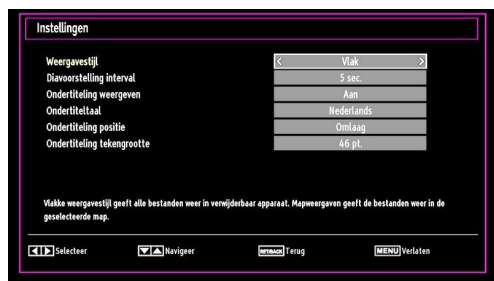 Instellingen
Weergavestijl < Vlak >
Diavoorstelling interval 5 sec.
Ondertiteling weergeven Aan
Ondertiteltaal Nederlands
Ondertiteling positie Omlaag
Ondertiteling tekengrootte 46 pt.
Vlakke weergavestijl geeft alle bestanden weer in verwijderbaar apparaat. Mapweergaven geeft de bestanden weer in de
geselecteerde map.
Selecteer Navigeer RET/BACK Terug MENU Verlaten